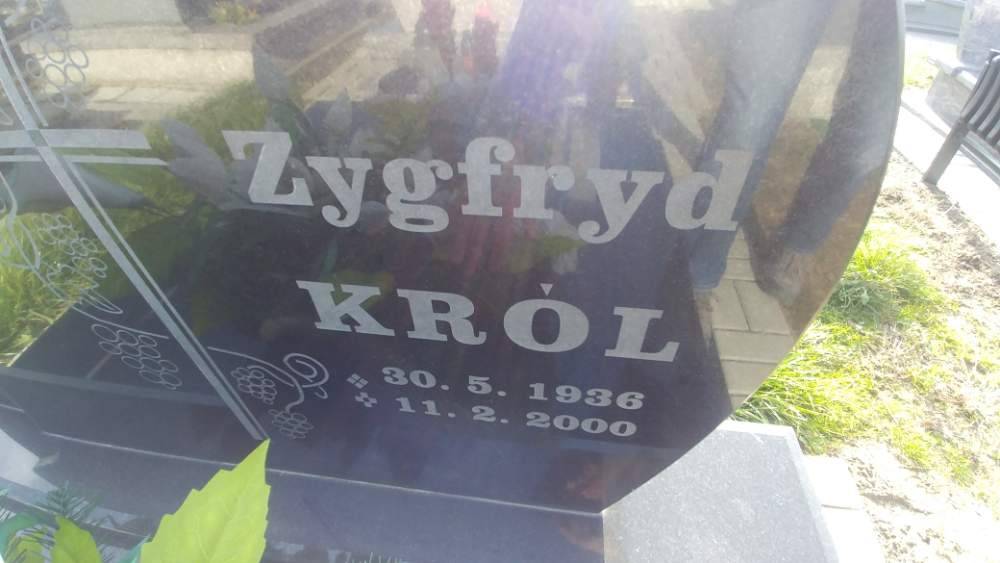 Zygfryd
KRÓL
30. 5. 1936
11. 2. 2000